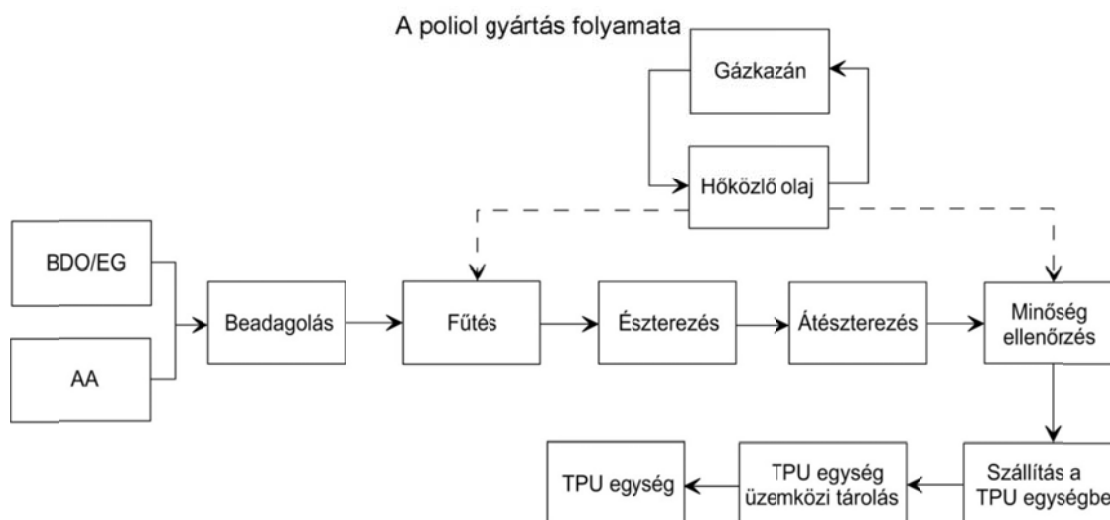 A poliol gyártás folyamata
Gázkazán
Hőközlő olaj
BDO/EG
AA
Beadagolás
Fűtés
Észterezés
Átészterezés
Minőség
ellenőrzés
Szállítás a
TPU egységbe
TPU egység
üzemközi tárolás
TPU egység